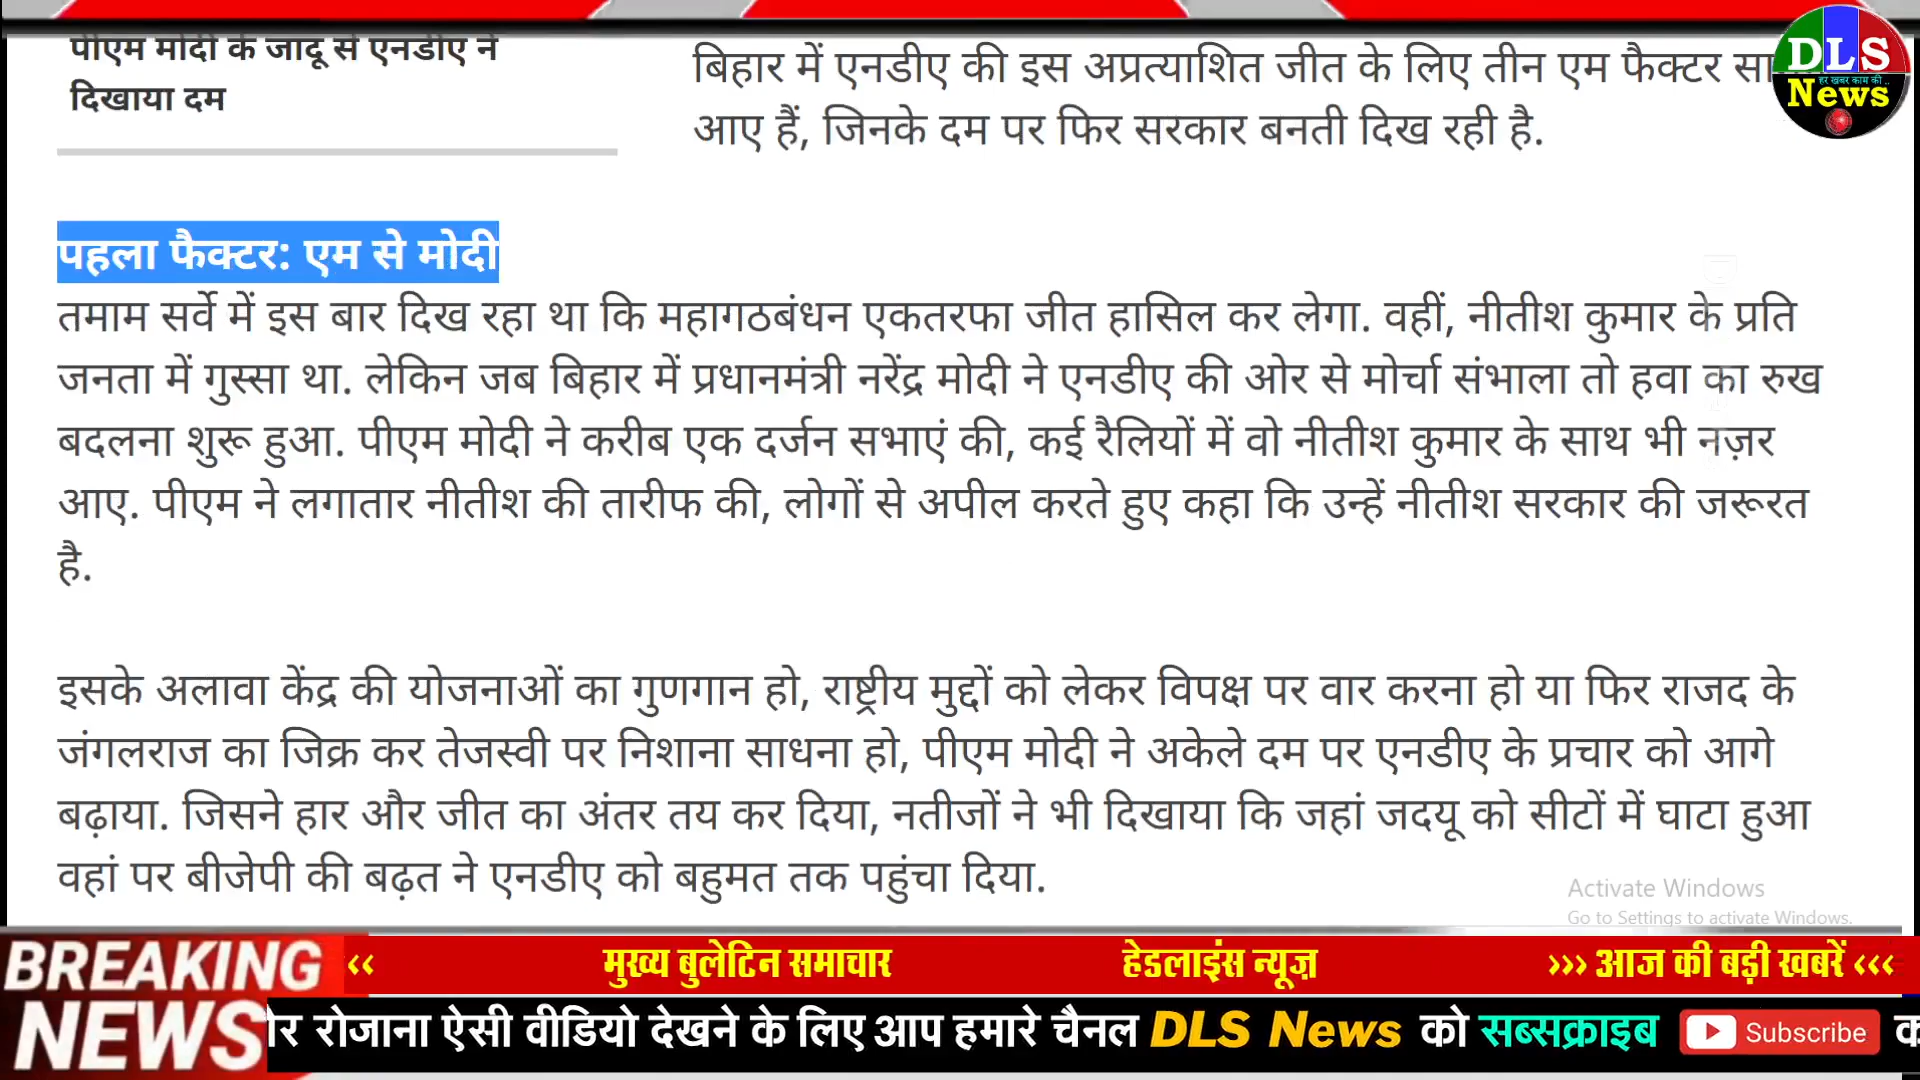 पीएम मोदी के जादू से एनडीए ने
दिखाया दम
बिहार में एनडीए की इस अप्रत्याशित जीत के लिए तीन एम फैक्टर
आए हैं, जिनके दम पर फिर सरकार बनती दिख रही है.
DLS
हर खबर काम की..
News
पहला फैक्टर: एम से मोदी
तमाम सर्वे में इस बार दिख रहा था कि महागठबंधन एकतरफा जीत हासिल कर लेगा. वहीं, नीतीश कुमार के प्रति
जनता में गुस्सा था. लेकिन जब बिहार में प्रधानमंत्री नरेंद्र मोदी ने एनडीए की ओर से मोर्चा संभाला तो हवा का रुख
बदलना शुरू हुआ. पीएम मोदी ने करीब एक दर्जन सभाएं की, कई रैलियों में वो नीतीश कुमार के साथ भी नज़र
आए. पीएम ने लगातार नीतीश की तारीफ की, लोगों से अपील करते हुए कहा कि उन्हें नीतीश सरकार की जरूरत
है.
इसके अलावा केंद्र की योजनाओं का गुणगान हो, राष्ट्रीय मुद्दों को लेकर विपक्ष पर वार करना हो या फिर राजद के
जंगलराज का जिक्र कर तेजस्वी पर निशाना साधना हो, पीएम मोदी ने अकेले दम पर एनडीए के प्रचार को आगे
बढ़ाया. जिसने हार और जीत का अंतर तय कर दिया, नतीजों ने भी दिखाया कि जहां जदयू को सीटों में घाटा हुआ
वहां पर बीजेपी की बढ़त ने एनडीए को बहुमत तक पहुंचा दिया.
Activate Windows
Go to Settings to activate Windows.
BREAKING
NEWS
‹‹ मुख्य बुलेटिन समाचार हेडलाइंस न्यूज़ ››› आज की बड़ी खबरें ‹‹‹
रोजाना ऐसी वीडियो देखने के लिए आप हमारे चैनल DLS News को सब्सक्राइब Subscribe